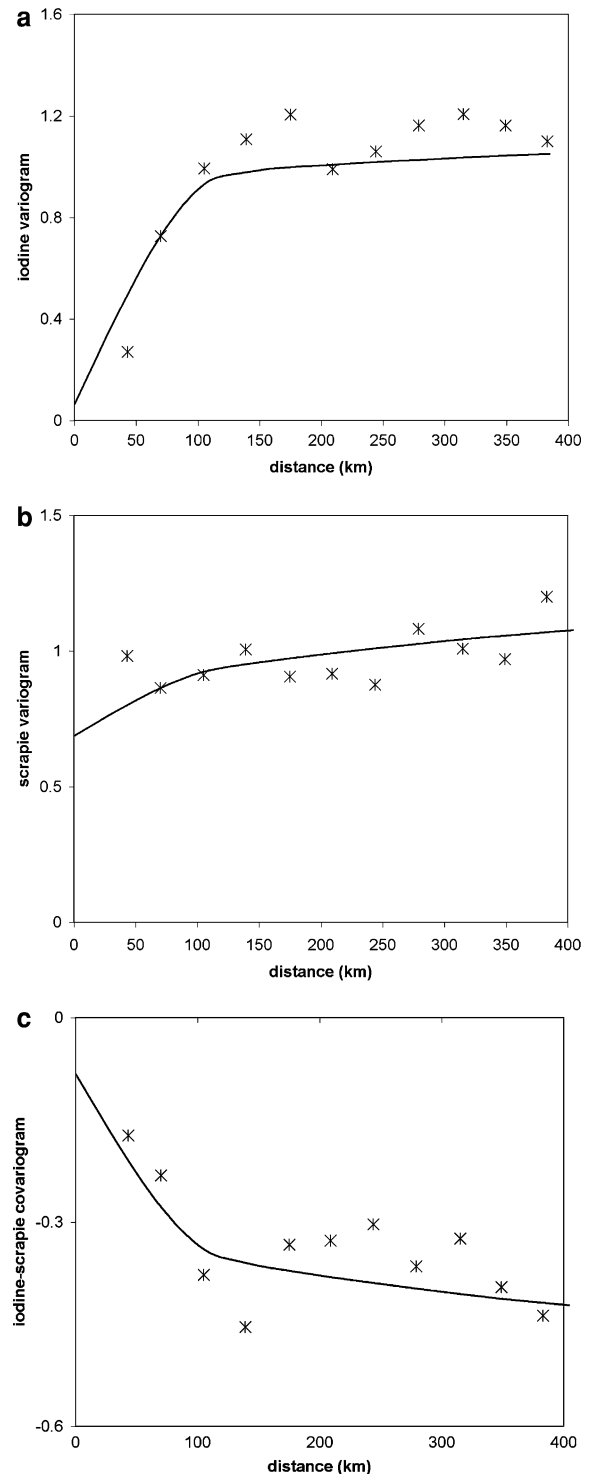 a
1.6
1.2
0.8
0.4
0
iodine variogram
0 50 100 150 200 250 300 350 400
distance (km)
b
1.5
1
0.5
0
scrapie variogram
0 50 100 150 200 250 300 350 400
distance (km)
c
0
-0.3
-0.6
iodine-scrapie covariogram
0 100 200 300 400
distance (km)